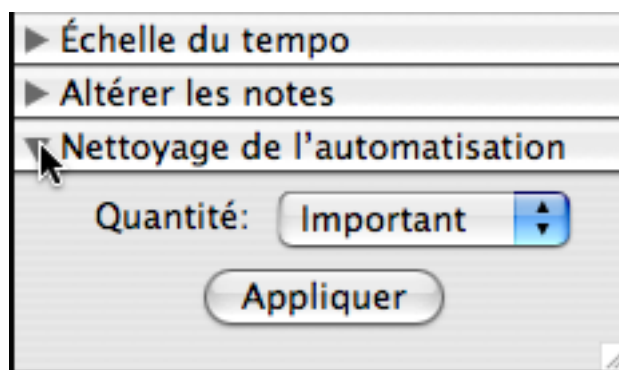 Échelle du tempo
Altérer les notes
Nettoyage de l’automatisation
Quantité: Important
Appliquer